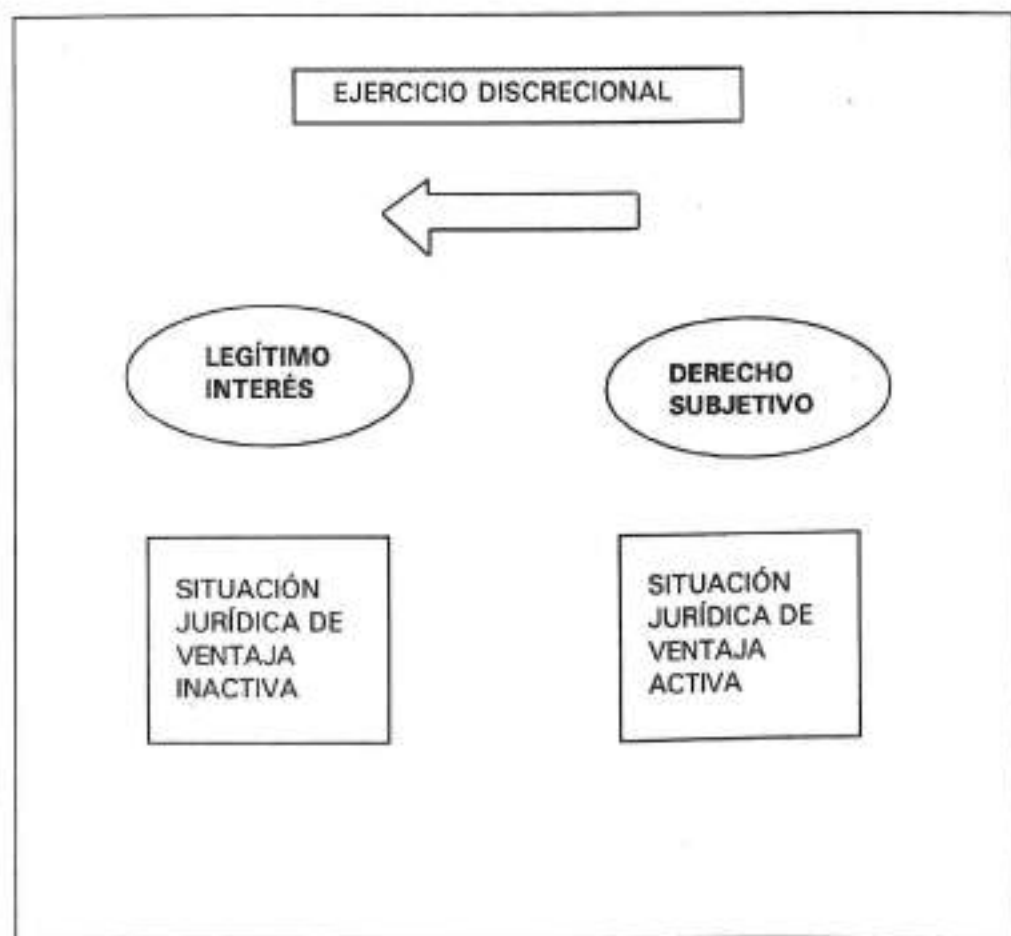 EJERCICIO DISCRECIONAL
LEGÍTIMO
INTERÉS
DERECHO
SUBJETIVO
SITUACIÓN
JURÍDICA DE
VENTAJA
INACTIVA
SITUACIÓN
JURÍDICA DE
VENTAJA
ACTIVA